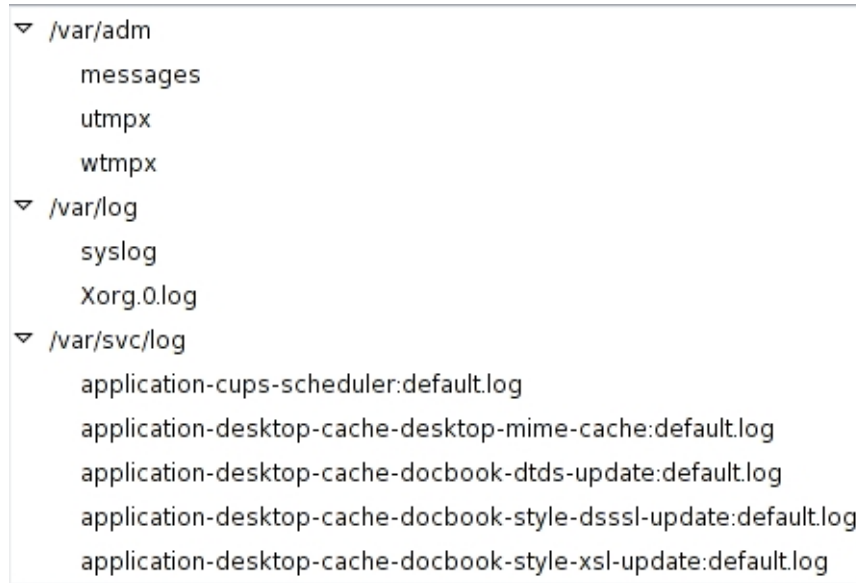 /var/adm
messages
utmpx
wtmpx
/var/log
syslog
Xorg.0.log
/var/svc/log
application-cups-scheduler:default.log
application-desktop-cache-desktop-mime-cache:default.log
application-desktop-cache-docbook-dtds-update:default.log
application-desktop-cache-docbook-style-dsssl-update:default.log
application-desktop-cache-docbook-style-xsl-update:default.log